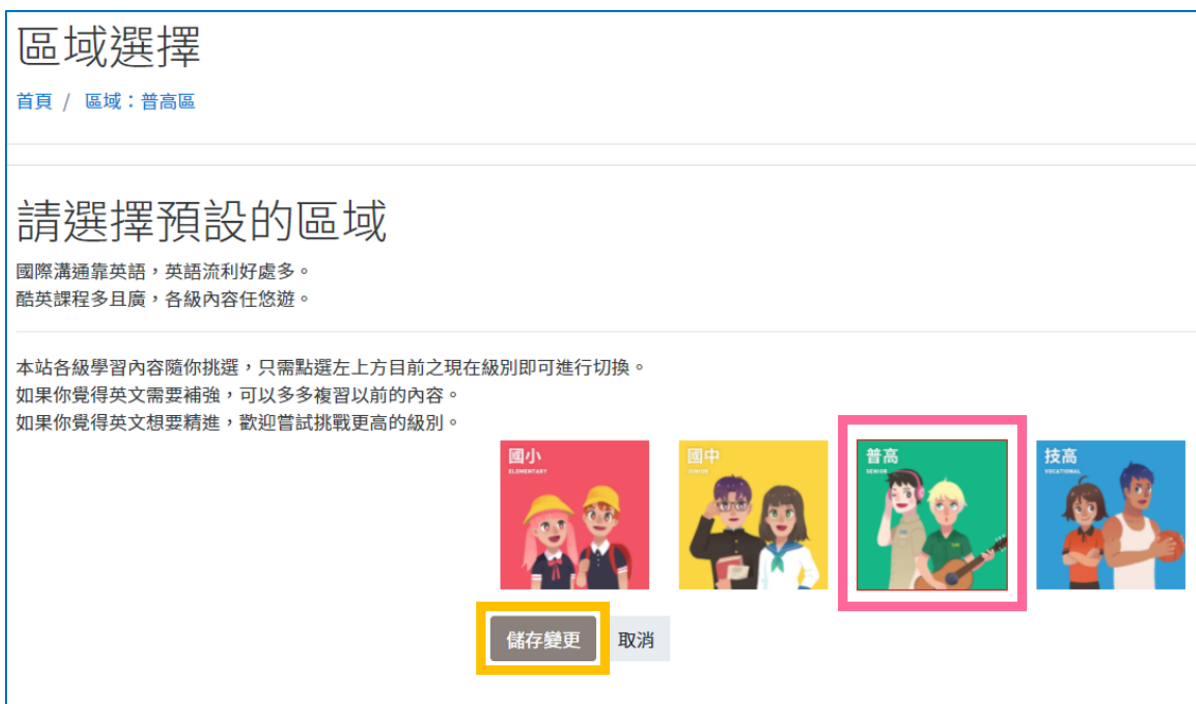 區域選擇
首頁 / 區域：普高區
請選擇預設的區域
國際溝通靠英語，英語流利好處多。
酷英課程多且廣，各級內容任悠遊。
本站各級學習內容隨你挑選，只需點選左上方目前之現在級別即可進行切換。
如果你覺得英文需要補強，可以多多複習以前的內容。
如果你覺得英文想要精進，歡迎嘗試挑戰更高的級別。
國小
ELEMENTARY
國中
JUNIOR
普高
SENIOR
技高
VOCATIONAL
儲存變更 取消